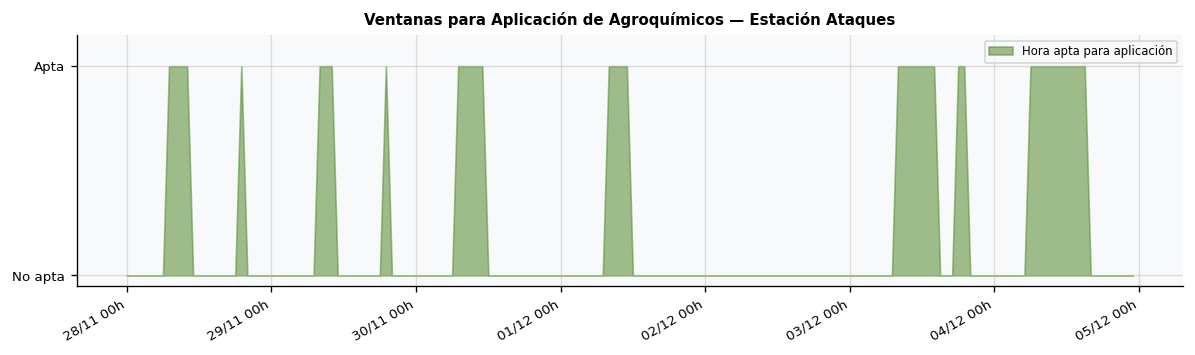 Ventanas para Aplicación de Agroquímicos — Estación Ataques
Hora apta para aplicación
Apta
No apta
28/11 00h
29/11 00h
30/11 00h
01/12 00h
02/12 00h
03/12 00h
04/12 00h
05/12 00h